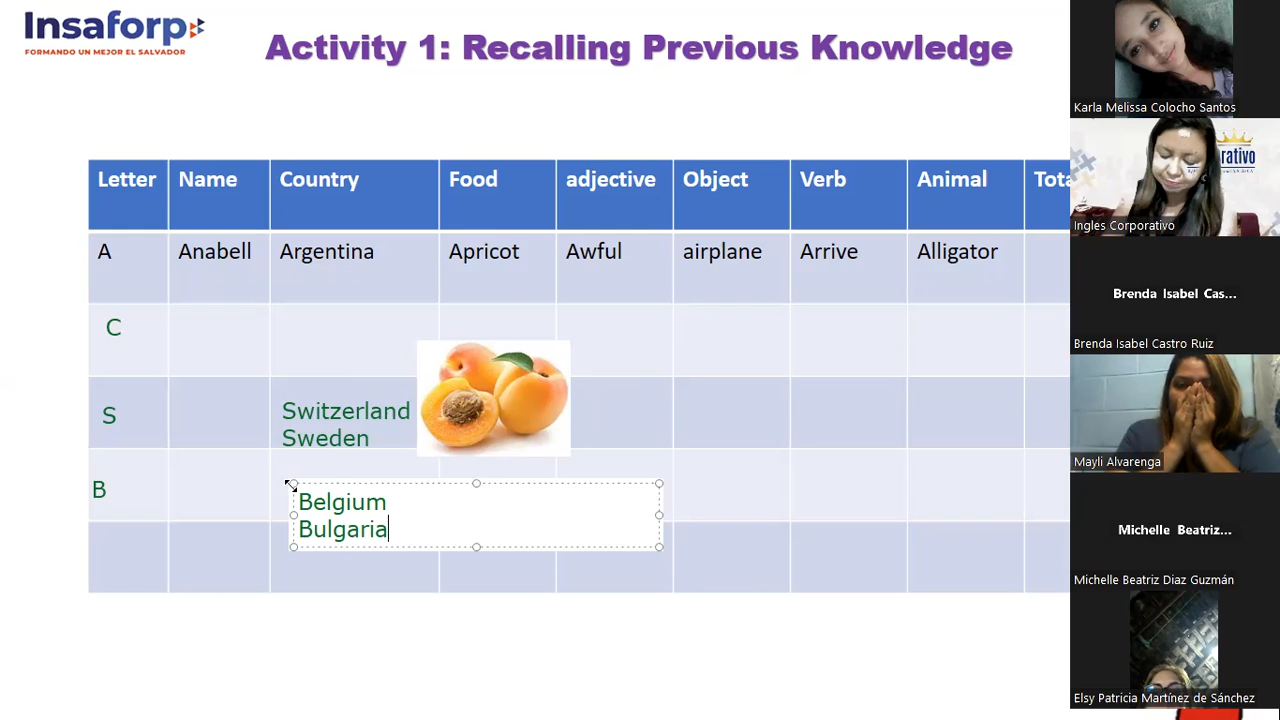 Insaforp
FORMANDO UN MEJOR EL SALVADOR
Activity 1: Recalling Previous Knowledge
Letter Name Country Food adjective Object Verb Animal Tota
A Anabell Argentina Apricot Awful airplane Arrive Alligator
C
S
Switzerland
Sweden
B
Belgium
Bulgaria
Karla Melissa Colocho Santos
rativo
Ingles Corporativo
Brenda Isabel Cas...
Brenda Isabel Castro Ruiz
Mayli Alvarenga
Michelle Beatriz...
Michelle Beatriz Diaz Guzmán
Elsy Patricia Martínez de Sánchez